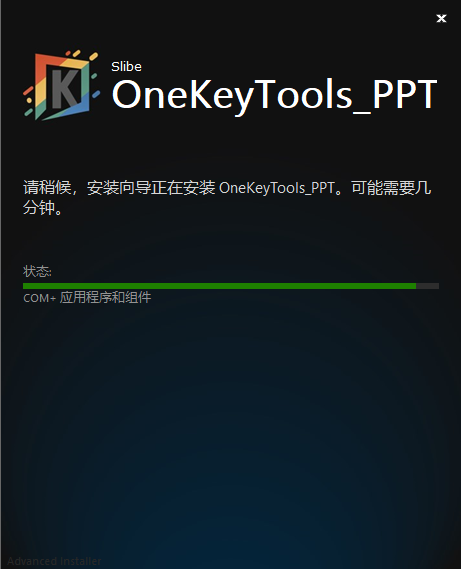 Slibe
OneKeyTools_PPT
请稍候，安装向导正在安装 OneKeyTools_PPT。可能需要几
分钟。
状态:
COM+ 应用程序和组件
Advanced installer